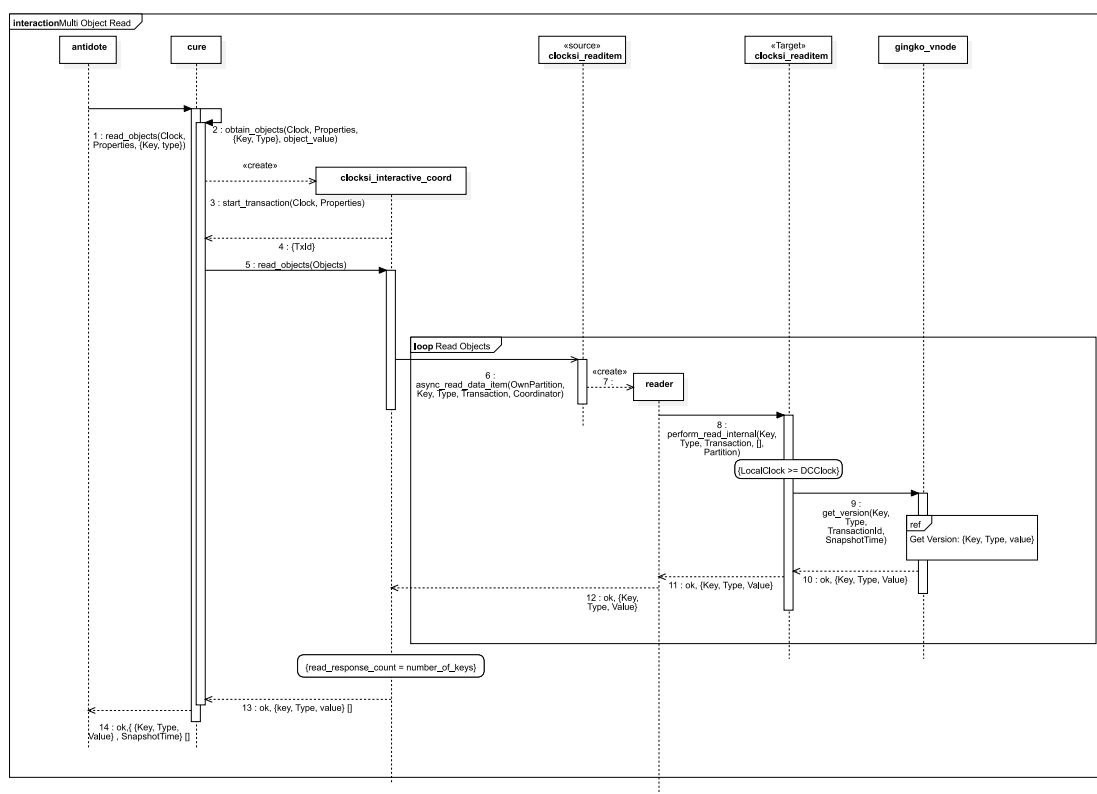 interactionMulti Object Read
antidote
cure
«source»
clocksi_readitem
«Target»
clocksi_readitem
gingko_vnode
1 : read_objects(Clock,
Properties, {Key, type})
2 : obtain_objects(Clock, Properties,
{Key, Type}, object_value)
«create»
clocksi_interactive_coord
3 : start_transaction(Clock, Properties)
4 : {TxId}
5 : read_objects(Objects)
loop Read Objects
6 :
async_read_data_item(OwnPartition,
Key, Type, Transaction, Coordinator)
«create»
7 :
reader
8 :
perform_read_internal(Key,
Type, Transaction, [],
Partition)
{LocalClock >= DCClock}
9 :
get_version(Key,
Type,
TransactionId,
SnapshotTime)
ref
Get Version: {Key, Type, value}
10 : ok, {Key, Type, Value}
11 : ok, {Key, Type, Value}
12 : ok, {Key,
Type, Value}
{read_response_count = number_of_keys}
13 : ok, {key, Type, value} []
14 : ok,{ {Key, Type,
Value} , SnapshotTime} []